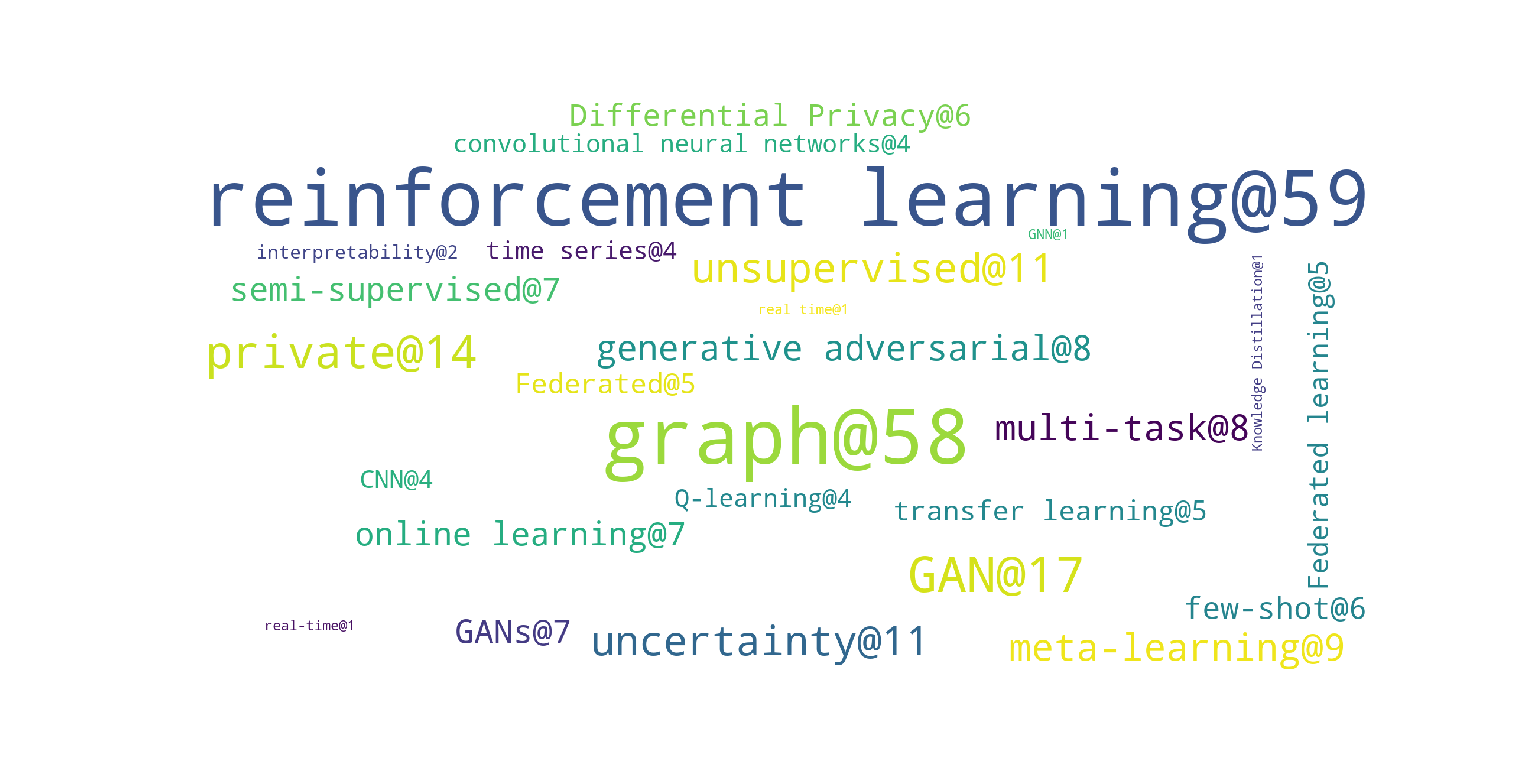 Differential Privacy@6
convolutional neural networks@4
reinforcement learning@59
GNN@1
interpretability@2
time series@4
unsupervised@11
semi-supervised@7
real time@1
Knowledge Distillation@1
Federated learning@5
private@14
generative adversarial@8
Federated@5
graph@58
multi-task@8
CNN@4
Q-learning@4
transfer learning@5
online learning@7
GAN@17
few-shot@6
real-time@1
GANs@7
uncertainty@11
meta-learning@9